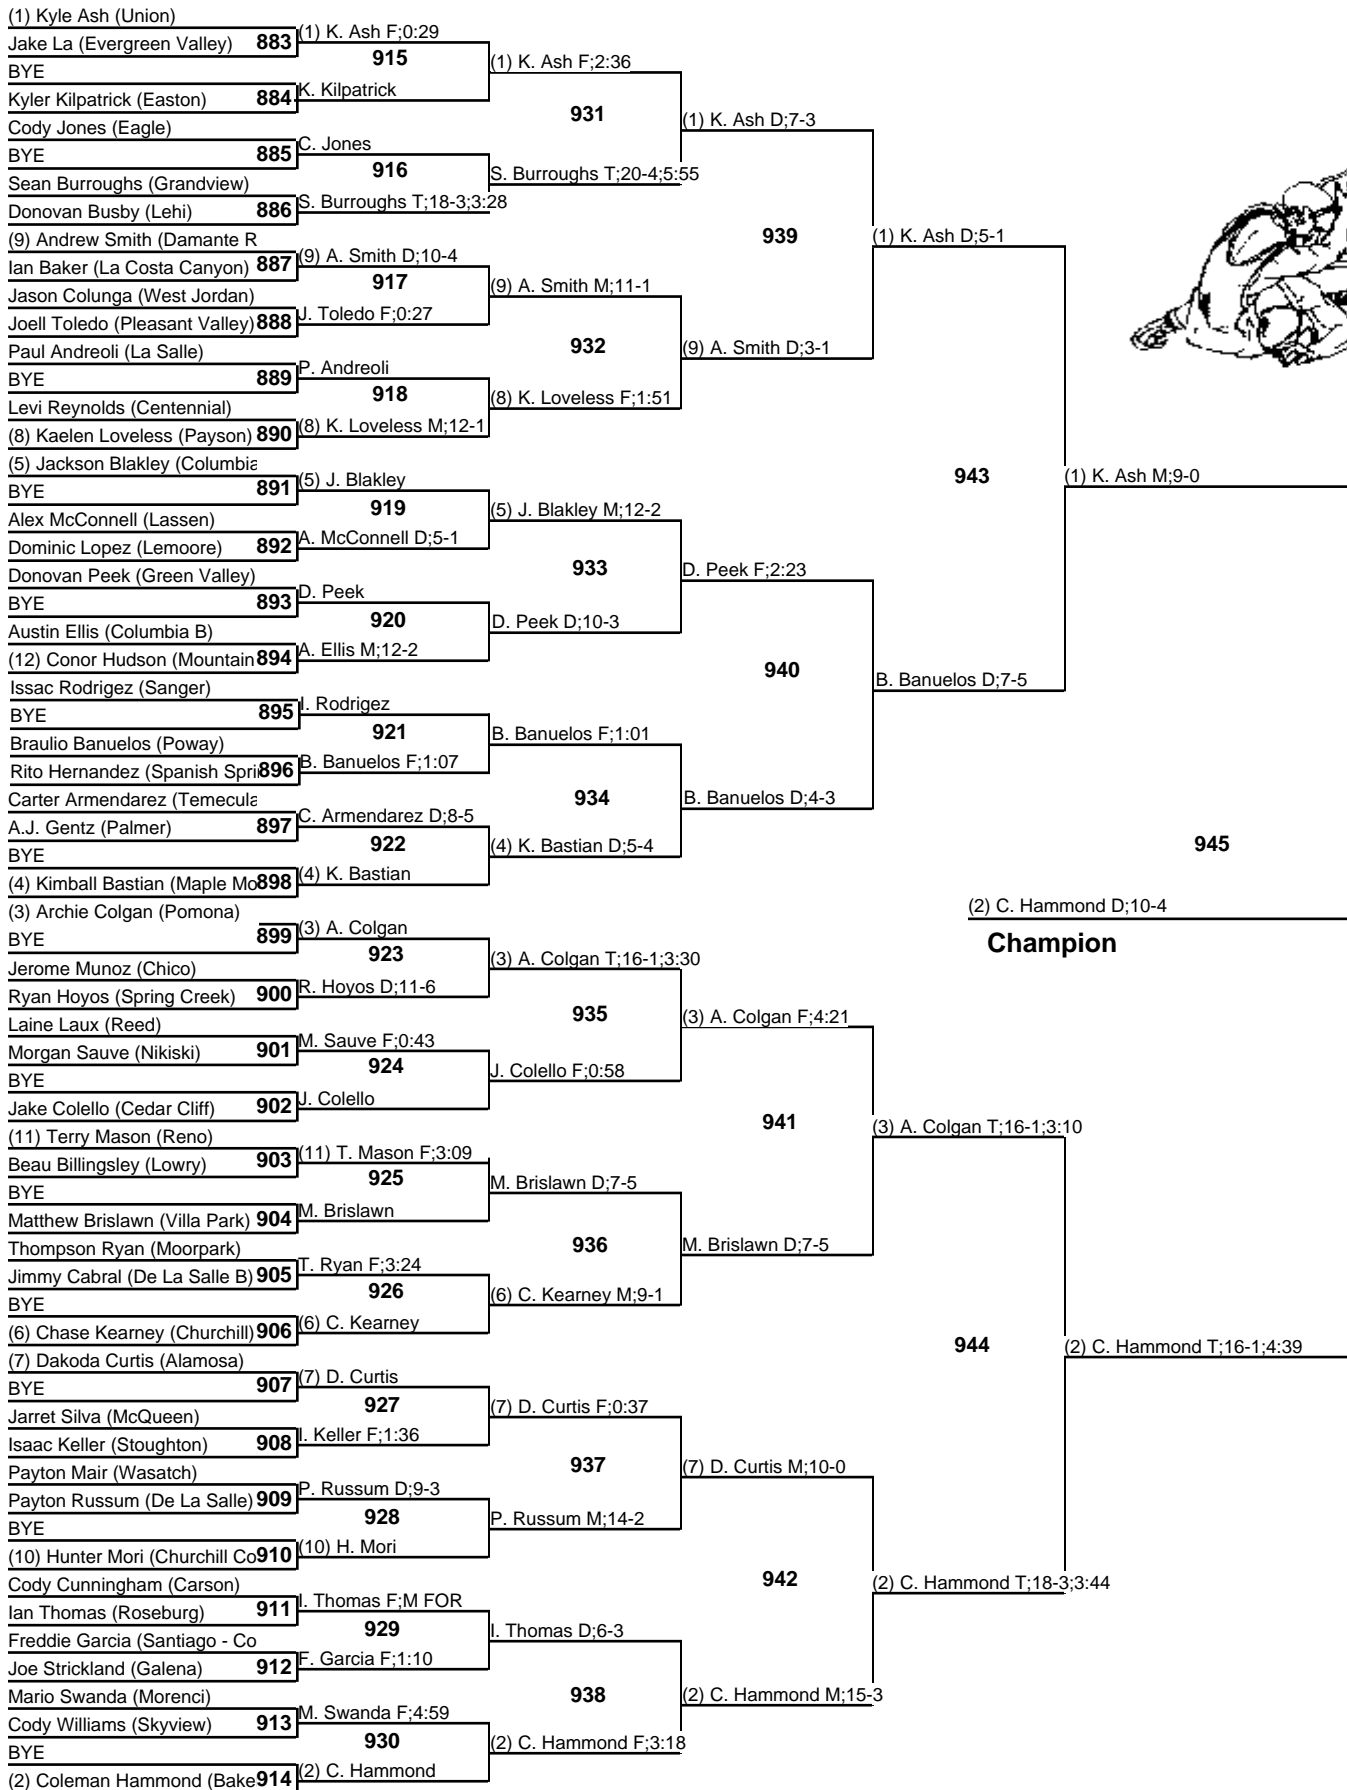 (1) Kyle Ash (Union)
Jake La (Evergreen Valley) 883
BYE
Kyler Kilpatrick (Easton) 884
Cody Jones (Eagle)
BYE 885
Sean Burroughs (Grandview)
Donovan Busby (Lehi) 886
(9) Andrew Smith (Damante R
Ian Baker (La Costa Canyon) 887
Jason Colunga (West Jordan)
Joell Toledo (Pleasant Valley) 888
Paul Andreoli (La Salle)
BYE 889
Levi Reynolds (Centennial)
(8) Kaelen Loveless (Payson) 890
(5) Jackson Blakley (Columbia
BYE 891
Alex McConnell (Lassen)
Dominic Lopez (Lemoore) 892
Donovan Peek (Green Valley)
BYE 893
Austin Ellis (Columbia B)
(12) Conor Hudson (Mountain 894
Issac Rodrigez (Sanger)
BYE 895
Braulio Banuelos (Poway)
Rito Hernandez (Spanish Spri 896
Carter Armendarez (Temecula
A.J. Gentz (Palmer) 897
BYE
(4) Kimball Bastian (Maple Mo 898
(3) Archie Colgan (Pomona)
BYE 899
Jerome Munoz (Chico)
Ryan Hoyos (Spring Creek) 900
Laine Laux (Reed)
Morgan Sauve (Nikiski) 901
BYE
Jake Colello (Cedar Cliff) 902
(11) Terry Mason (Reno)
Beau Billingsley (Lowry) 903
BYE
Matthew Brislawn (Villa Park) 904
Thompson Ryan (Moorpark)
Jimmy Cabral (De La Salle B) 905
BYE
(6) Chase Kearney (Churchill) 906
(7) Dakoda Curtis (Alamosa)
BYE 907
Jarret Silva (McQueen)
Isaac Keller (Stoughton) 908
Payton Mair (Wasatch)
Payton Russum (De La Salle) 909
BYE
(10) Hunter Mori (Churchill Co 910
Cody Cunningham (Carson)
Ian Thomas (Roseburg) 911
Freddie Garcia (Santiago - Co
Joe Strickland (Galena) 912
Mario Swanda (Morenci)
Cody Williams (Skyview) 913
BYE
(2) Coleman Hammond (Bake 914
(1) K. Ash F;0:29
915
K. Kilpatrick
C. Jones
916
S. Burroughs T;18-3;3:28
(9) A. Smith D;10-4
917
J. Toledo F;0:27
P. Andreoli
918
(8) K. Loveless M;12-1
(5) J. Blakley
919
A. McConnell D;5-1
D. Peek
920
A. Ellis M;12-2
I. Rodrigez
921
B. Banuelos F;1:07
C. Armendarez D;8-5
922
(4) K. Bastian
(3) A. Colgan
923
R. Hoyos D;11-6
M. Sauve F;0:43
924
J. Colello
(11) T. Mason F;3:09
925
M. Brislawn
T. Ryan F;3:24
926
(6) C. Kearney
(7) D. Curtis
927
I. Keller F;1:36
P. Russum D;9-3
928
(10) H. Mori
I. Thomas F;M FOR
929
F. Garcia F;1:10
M. Swanda F;4:59
930
(2) C. Hammond
(1) K. Ash F;2:36
931
S. Burroughs T;20-4;5:55
(9) A. Smith M;11-1
932
(8) K. Loveless F;1:51
(5) J. Blakley M;12-2
933
D. Peek D;10-3
B. Banuelos F;1:01
934
(4) K. Bastian D;5-4
(3) A. Colgan T;16-1;3:30
935
J. Colello F;0:58
M. Brislawn D;7-5
936
(6) C. Kearney M;9-1
(7) D. Curtis F;0:37
937
P. Russum M;14-2
I. Thomas D;6-3
938
(2) C. Hammond F;3:18
(1) K. Ash D;7-3
939
(9) A. Smith D;3-1
D. Peek F;2:23
940
B. Banuelos D;4-3
(3) A. Colgan F;4:21
941
M. Brislawn D;7-5
(7) D. Curtis M;10-0
942
(2) C. Hammond M;15-3
(1) K. Ash D;5-1
943
B. Banuelos D;7-5
(3) A. Colgan T;16-1;3:10
944
(2) C. Hammond T;18-3;3:44
(1) K. Ash M;9-0
945
(2) C. Hammond T;16-1;4:39
(2) C. Hammond D;10-4
Champion